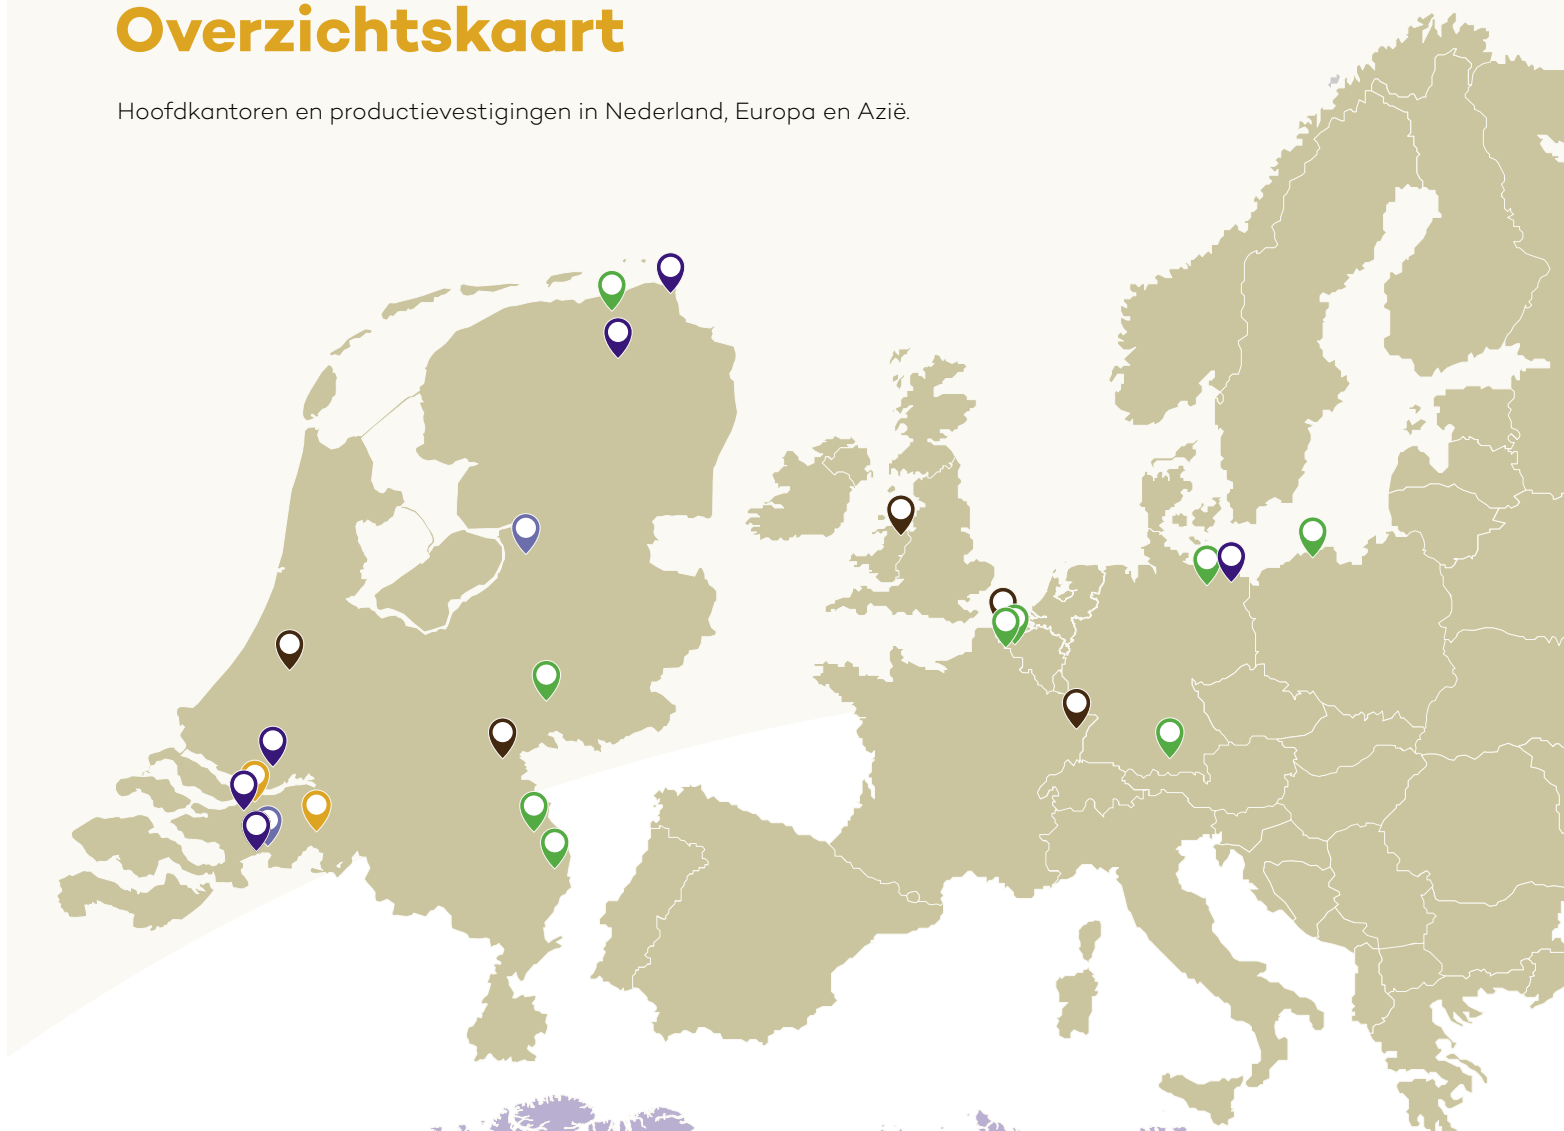 Overzichtskaart
Hoofdkantoren en productievestigingen in Nederland, Europa en Azië.